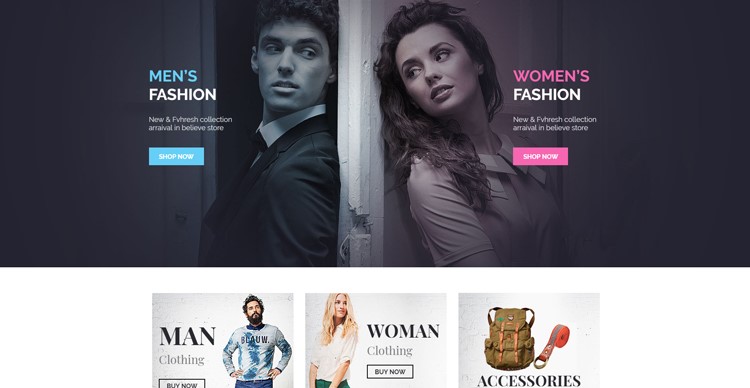 MEN'S
FASHION
New & Fvhresh collection
arraival in believe store
SHOP NOW
WOMEN'S
FASHION
New & Fvhresh collection
arraival in believe store
SHOP NOW
MAN
Clothing
BUY NOW
BLAUW.
WOMAN
Clothing
BUY NOW
ACCESSORIES